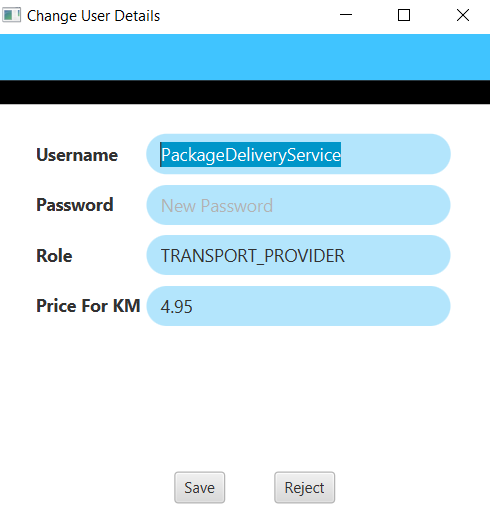 Change User Details
Username PackageDeliveryService
Password New Password
Role TRANSPORT_PROVIDER
Price For KM 4.95
Save Reject